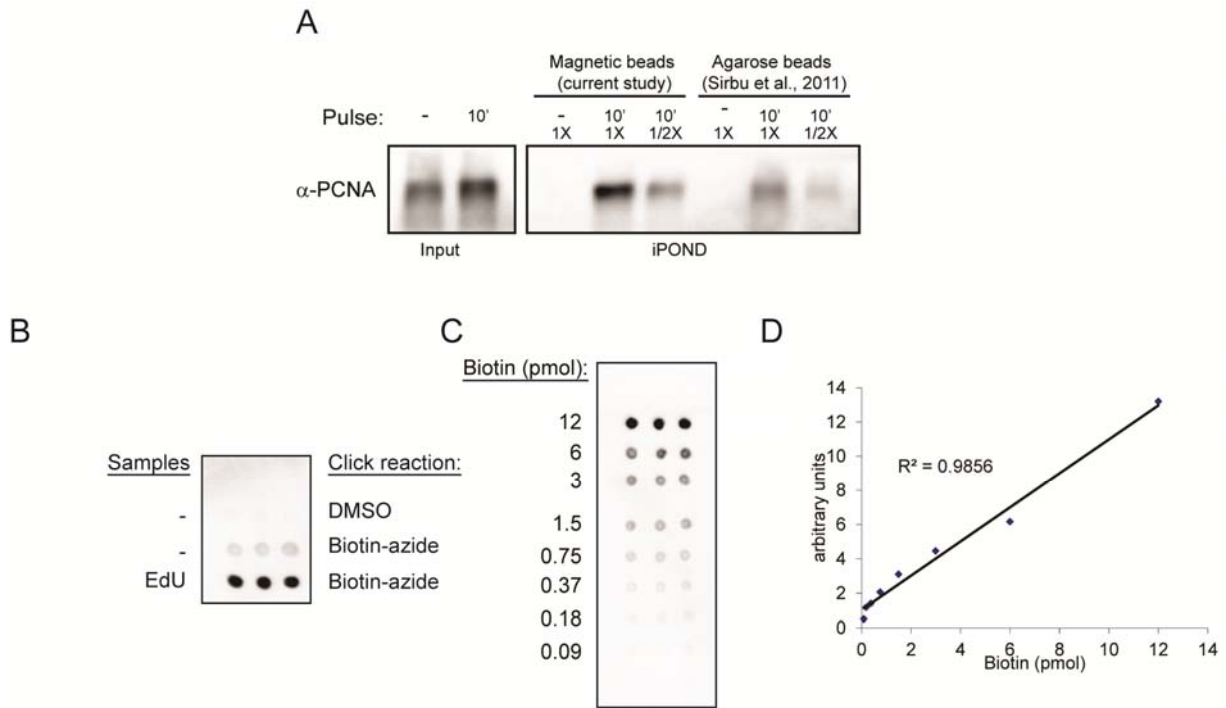 A
Magnetic beads
(current study)
Agarose beads
(Sirbu et al., 2011)
Pulse: - 10' - 10' 10' - 10' 10'
1X 1X 1/2X 1X 1X 1/2X
α-PCNA
Input iPOND
B
Samples Click reaction:
- DMSO
- Biotin-azide
EdU Biotin-azide
C
Biotin (pmol):
12
6
3
1.5
0.75
0.37
0.18
0.09
D
14
12
10
8
6
4
2
0
arbitrary units
R² = 0.9856
0 2 4 6 8 10 12 14
Biotin (pmol)